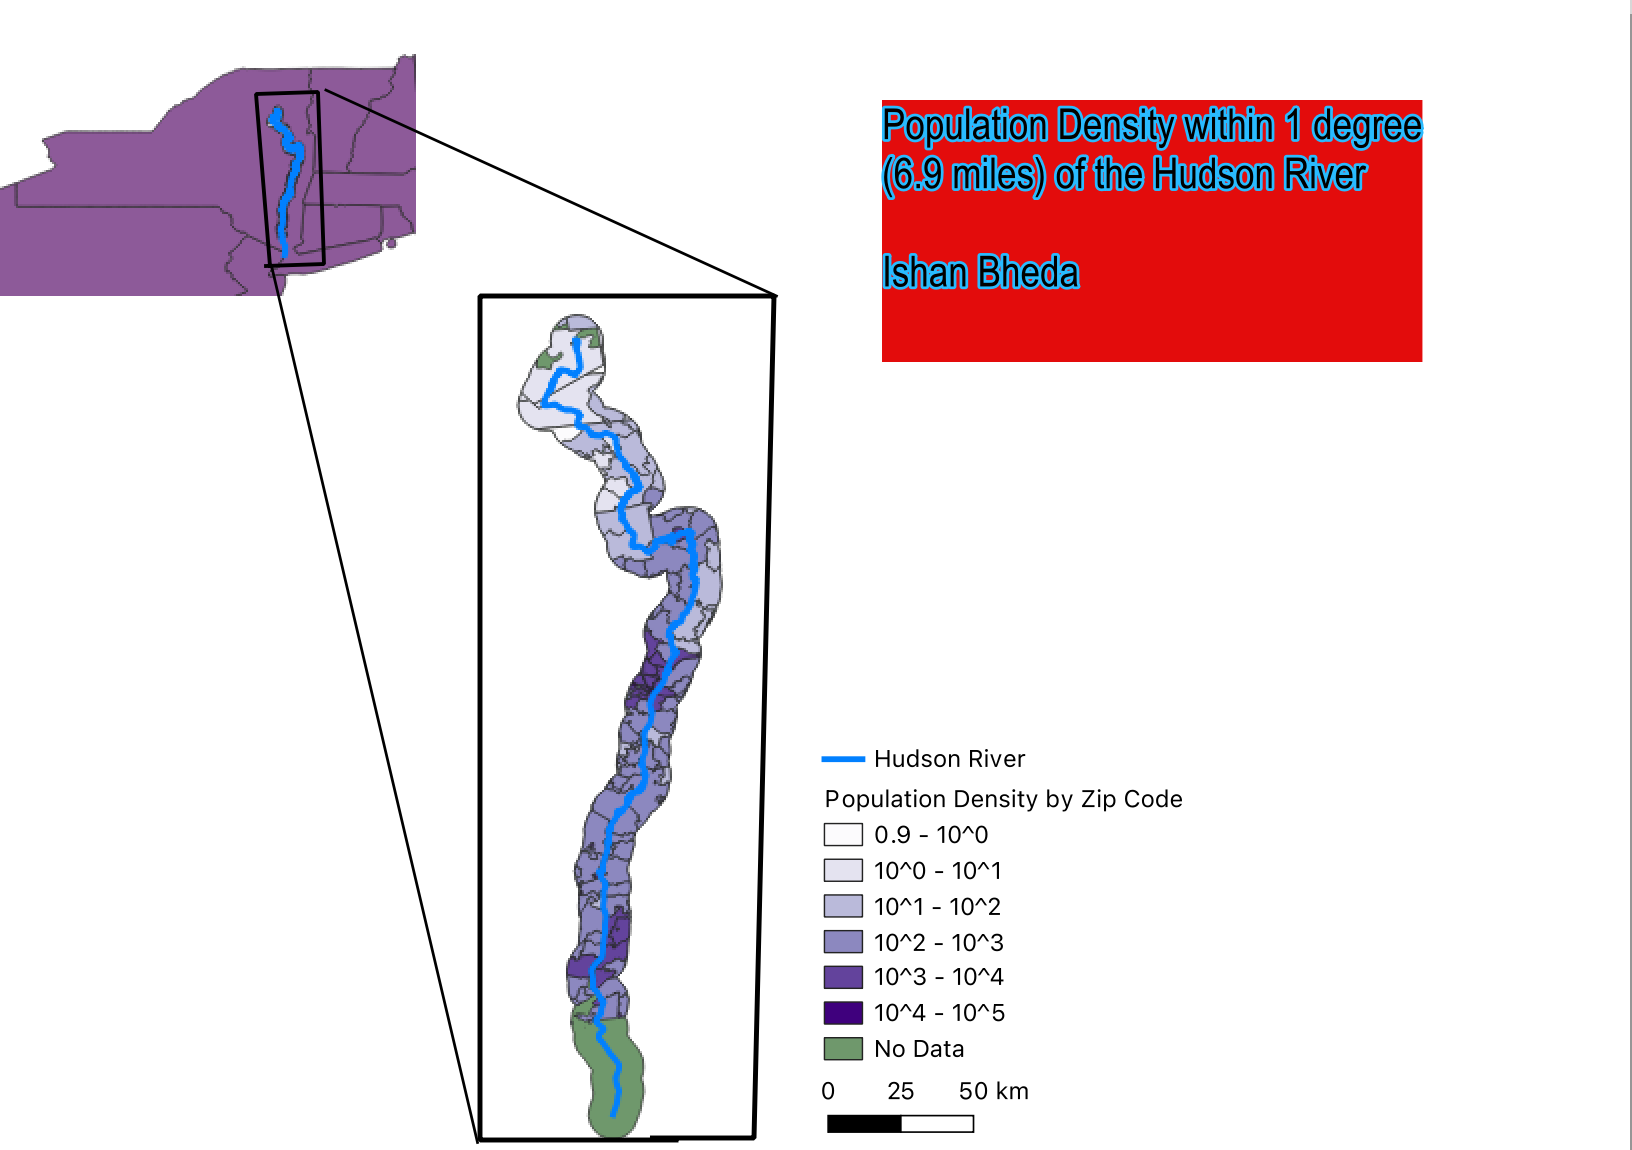 Population Density within 1 degree
(6.9 miles) of the Hudson River
Ishan Bheda
Hudson River
Population Density by Zip Code
0.9 - 10^0
10^0 - 10^1
10^1 - 10^2
10^2 - 10^3
10^3 - 10^4
10^4 - 10^5
No Data
0 25 50 km